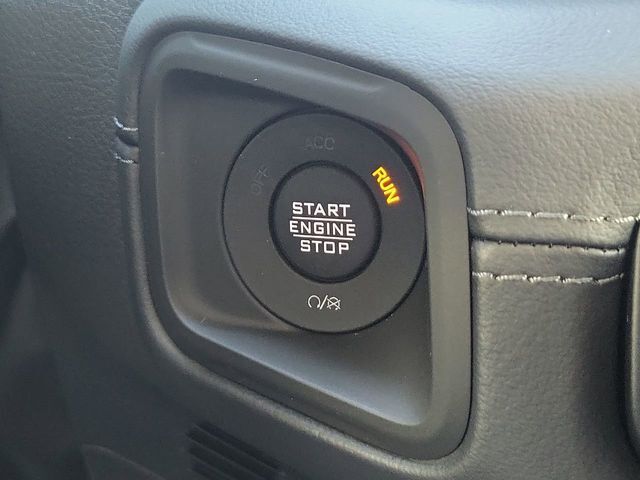 ACC
OFF
RUN
START
ENGINE
STOP